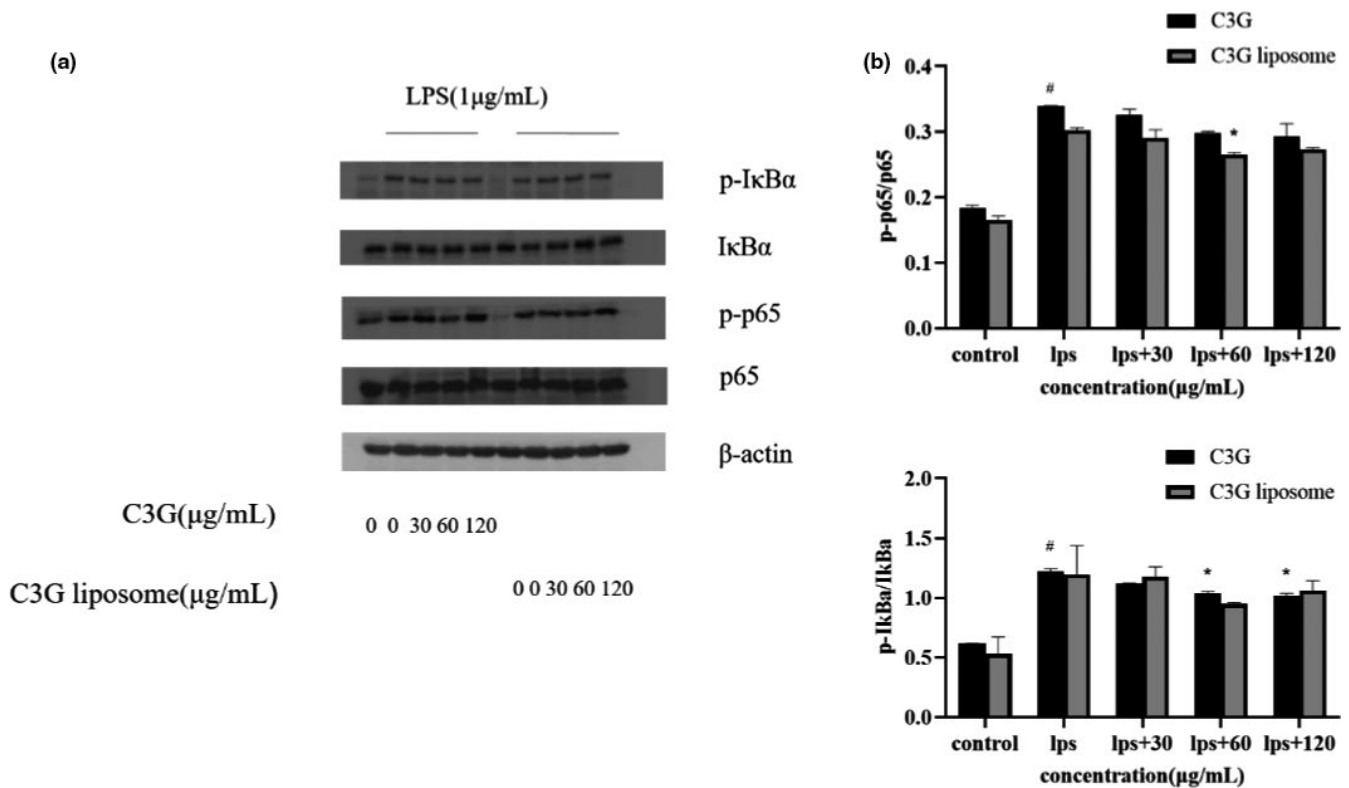 (a)
LPS(1μg/mL)
p-IκBα
IκBα
p-p65
p65
β-actin
C3G(μg/mL)
0 0 30 60 120
C3G liposome(μg/mL)
0 0 30 60 120
(b)
C3G
C3G liposome
p-p65/p65
0.4
0.3
0.2
0.1
0.0
#
*
control lps lps+30 lps+60 lps+120
concentration(μg/mL)
C3G
C3G liposome
p-IkBa/IkBa
2.0
1.5
1.0
0.5
0.0
#
* *
control lps lps+30 lps+60 lps+120
concentration(μg/mL)